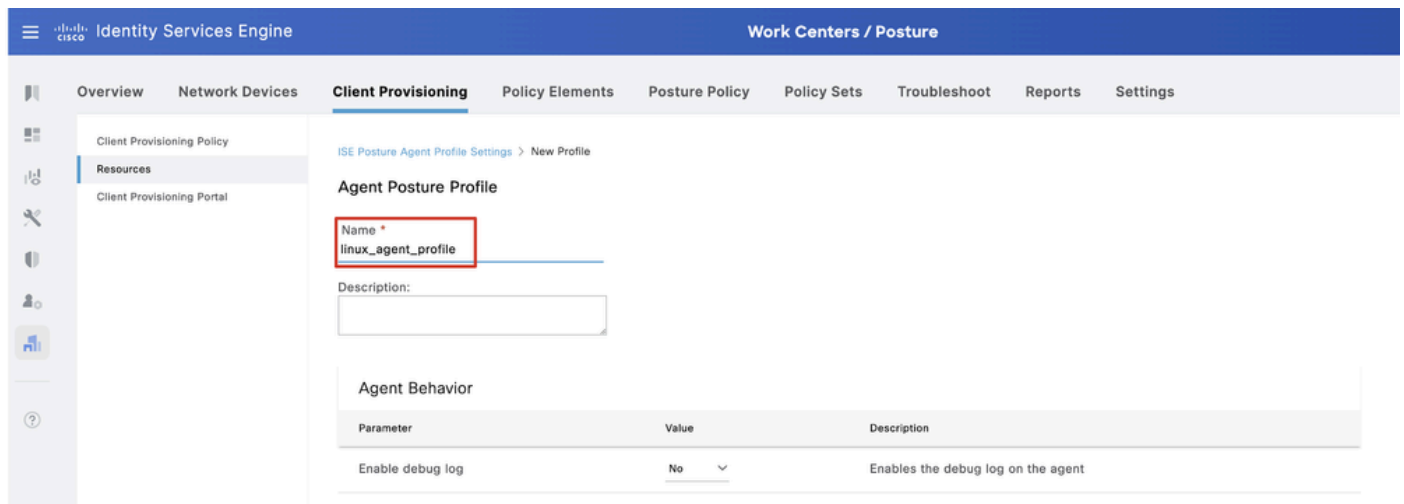 cisco Identity Services Engine
Work Centers / Posture
Overview Network Devices Client Provisioning Policy Elements Posture Policy Policy Sets Troubleshoot Reports Settings
Client Provisioning Policy
Resources
Client Provisioning Portal
ISE Posture Agent Profile Settings > New Profile
Agent Posture Profile
Name *
linux_agent_profile
Description:
Agent Behavior
Parameter Value Description
Enable debug log No Enables the debug log on the agent
?